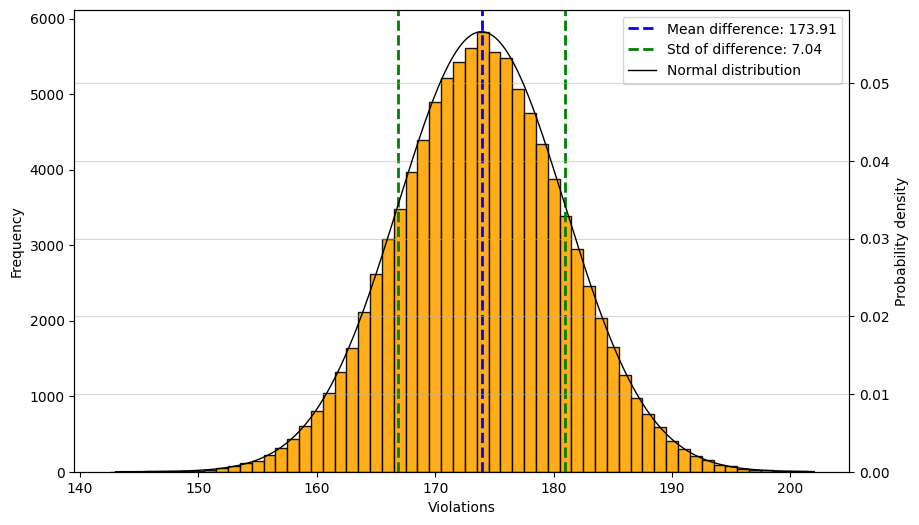 Mean difference: 173.91
Std of difference: 7.04
Normal distribution
6000
5000
4000
3000
2000
1000
0
Frequency
0.05
0.04
0.03
0.02
0.01
0.00
Probability density
140 150 160 170 180 190 200
Violations